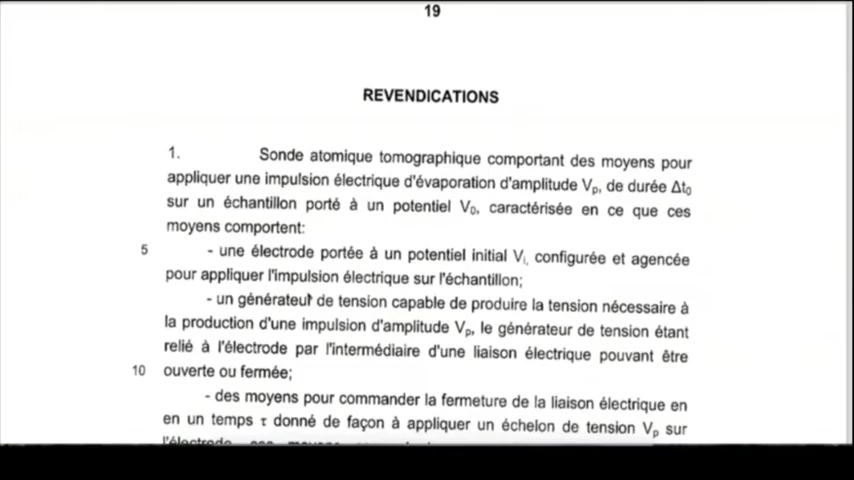 19
REVENDICATIONS
1. Sonde atomique tomographique comportant des moyens pour
appliquer une impulsion électrique d'évaporation d'amplitude Vp, de durée Δt0
sur un échantillon porté à un potentiel V0, caractérisée en ce que ces
moyens comportent:
5 - une électrode portée à un potentiel initial Vi, configurée et agencée
pour appliquer l'impulsion électrique sur l'échantillon;
- un générateur de tension capable de produire la tension nécessaire à
la production d'une impulsion d'amplitude Vp, le générateur de tension étant
relié à l'électrode par l'intermédiaire d'une liaison électrique pouvant être
10 ouverte ou fermée;
- des moyens pour commander la fermeture de la liaison électrique en
en un temps τ donné de façon à appliquer un échelon de tension Vp sur
l'électrode, ces moyens